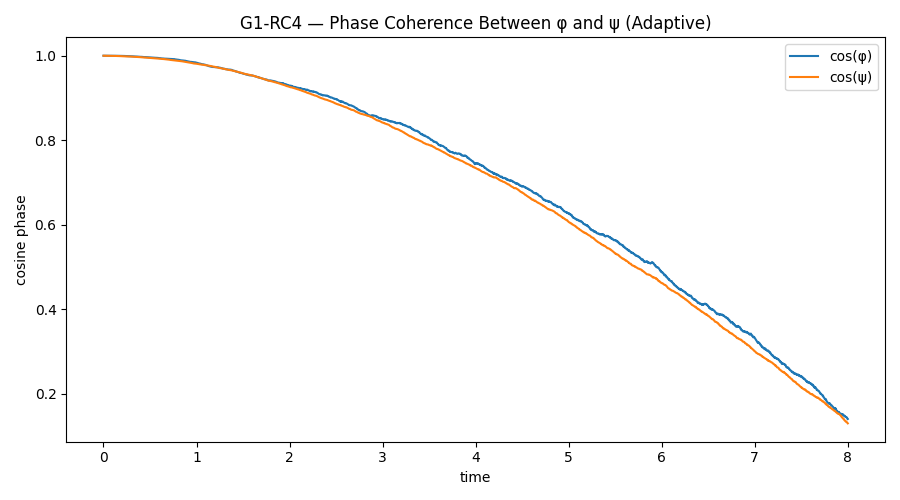 G1-RC4 — Phase Coherence Between φ and ψ (Adaptive)
cos(φ)
cos(ψ)
1.0
0.8
0.6
0.4
0.2
cosine phase
0 1 2 3 4 5 6 7 8
time